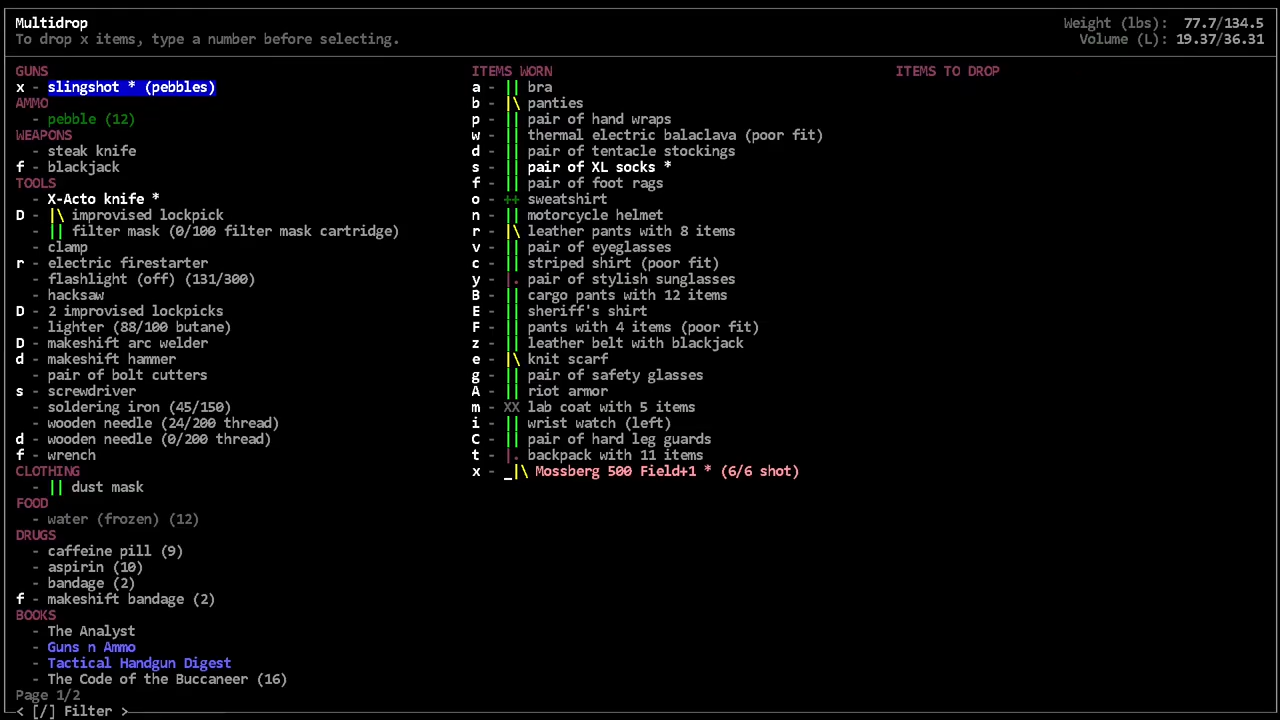 Multidrop
Weight (lbs):  77.7/134.5
To drop x items, type a number before selecting.
Volume (L): 19.37/36.31
GUNS
x - slingshot * (pebbles)
AMMO
- pebble (12)
WEAPONS
- steak knife
f - blackjack
TOOLS
- X-Acto knife *
D - |\ improvised lockpick
- || filter mask (0/100 filter mask cartridge)
- clamp
r - electric firestarter
- flashlight (off) (131/300)
- hacksaw
D - 2 improvised lockpicks
- lighter (88/100 butane)
D - makeshift arc welder
d - makeshift hammer
- pair of bolt cutters
s - screwdriver
- soldering iron (45/150)
- wooden needle (24/200 thread)
d - wooden needle (0/200 thread)
f - wrench
CLOTHING
- || dust mask
FOOD
- water (frozen) (12)
DRUGS
- caffeine pill (9)
- aspirin (10)
- bandage (2)
f - makeshift bandage (2)
BOOKS
- The Analyst
- Guns n Ammo
- Tactical Handgun Digest
- The Code of the Buccaneer (16)
Page 1/2
< [/] Filter >
ITEMS WORN
a - || bra
b - |\ panties
p - || pair of hand wraps
w - || thermal electric balaclava (poor fit)
d - || pair of tentacle stockings
s - || pair of XL socks *
f - || pair of foot rags
o - ++ sweatshirt
n - || motorcycle helmet
r - |\ leather pants with 8 items
v - || pair of eyeglasses
c - || striped shirt (poor fit)
y - |. pair of stylish sunglasses
B - || cargo pants with 12 items
E - || sheriff's shirt
F - || pants with 4 items (poor fit)
z - || leather belt with blackjack
e - |\ knit scarf
g - || pair of safety glasses
A - || riot armor
m - XX lab coat with 5 items
i - || wrist watch (left)
C - || pair of hard leg guards
t - |. backpack with 11 items
x - _|\ Mossberg 500 Field+1 * (6/6 shot)
ITEMS TO DROP